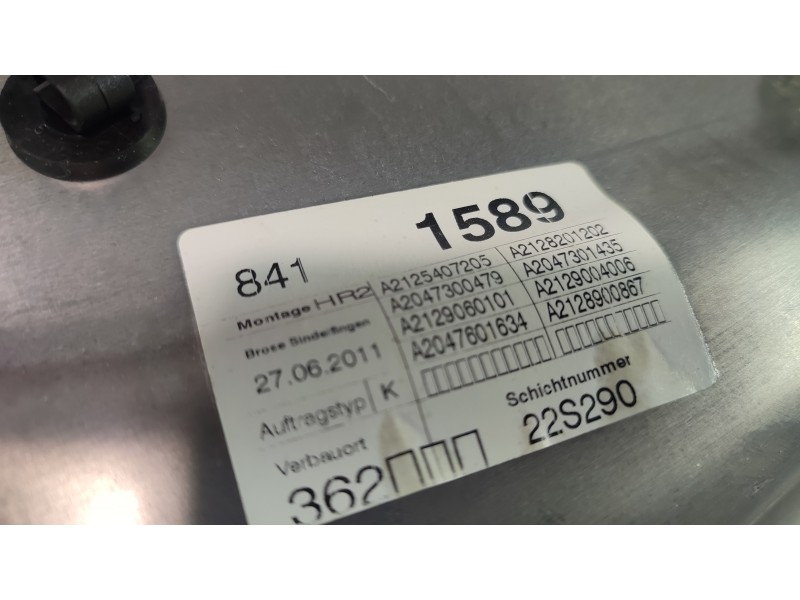 841 1589
Montage HR2 A2125407205 A2128201202
Brose Sindelfingen A2047300479 A2047301435
27.06.2011 A2129060101 A2129004006
Auftragstyp K A2047601634 A2128900867
Verbauort Schichtnummer
362 22S290